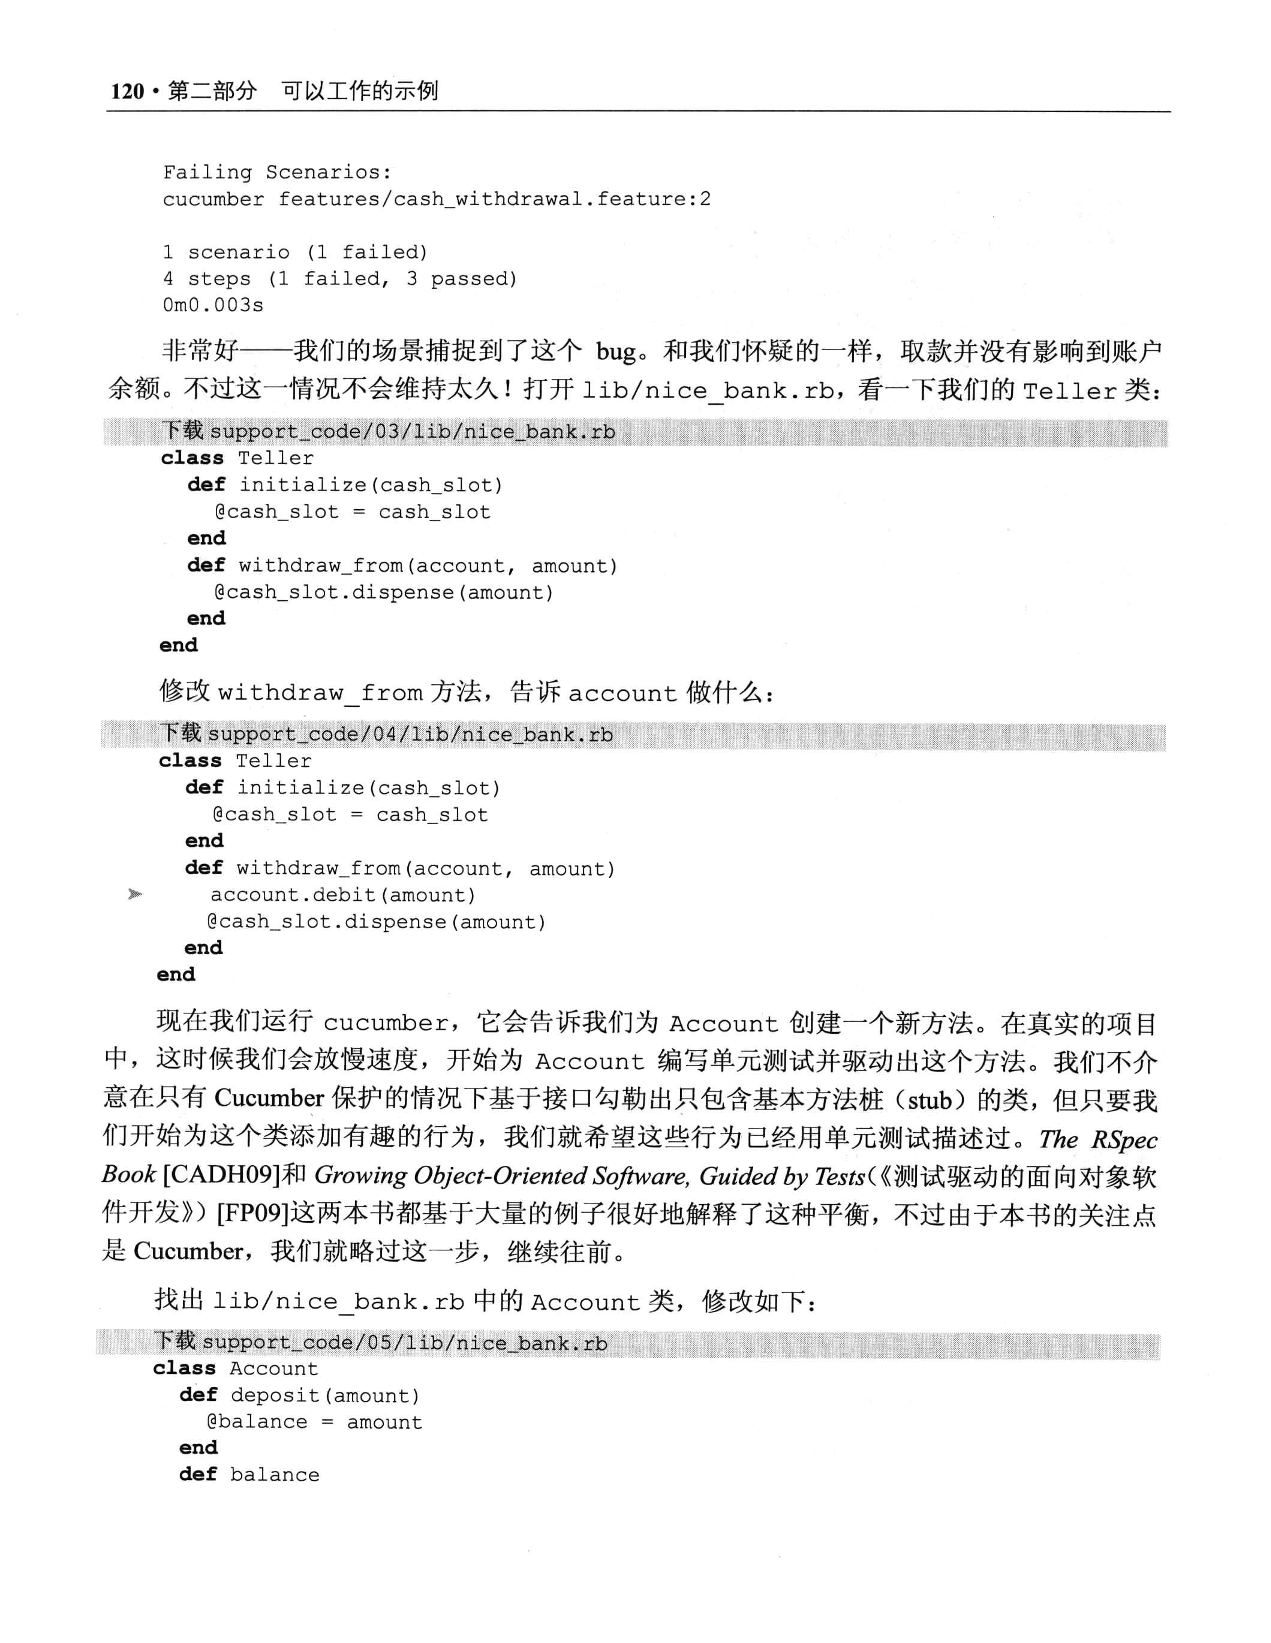 120 • 第二部分 可以工作的示例
Failing Scenarios:
cucumber features/cash_withdrawal.feature:2
1 scenario (1 failed)
4 steps (1 failed, 3 passed)
0m0.003s
非常好——我们的场景捕捉到了这个 bug。和我们怀疑的一样，取款并没有影响到账户
余额。不过这一情况不会维持太久！打开 lib/nice_bank.rb，看一下我们的 Teller 类：
下载 support_code/03/lib/nice_bank.rb
class Teller
  def initialize(cash_slot)
    @cash_slot = cash_slot
  end
  def withdraw_from(account, amount)
    @cash_slot.dispense(amount)
  end
end
修改 withdraw_from 方法，告诉 account 做什么：
下载 support_code/04/lib/nice_bank.rb
class Teller
  def initialize(cash_slot)
    @cash_slot = cash_slot
  end
  def withdraw_from(account, amount)
➤    account.debit(amount)
    @cash_slot.dispense(amount)
  end
end
现在我们运行 cucumber，它会告诉我们为 Account 创建一个新方法。在真实的项目
中，这时候我们会放慢速度，开始为 Account 编写单元测试并驱动出这个方法。我们不介
意在只有 Cucumber 保护的情况下基于接口勾勒出只包含基本方法桩（stub）的类，但只要我
们开始为这个类添加有趣的行为，我们就希望这些行为已经用单元测试描述过。The RSpec
Book [CADH09]和 Growing Object-Oriented Software, Guided by Tests(《测试驱动的面向对象软
件开发》）[FP09]这两本书都基于大量的例子很好地解释了这种平衡，不过由于本书的关注点
是 Cucumber，我们就略过这一步，继续往前。
找出 lib/nice_bank.rb 中的 Account 类，修改如下：
下载 support_code/05/lib/nice_bank.rb
class Account
  def deposit(amount)
    @balance = amount
  end
  def balance